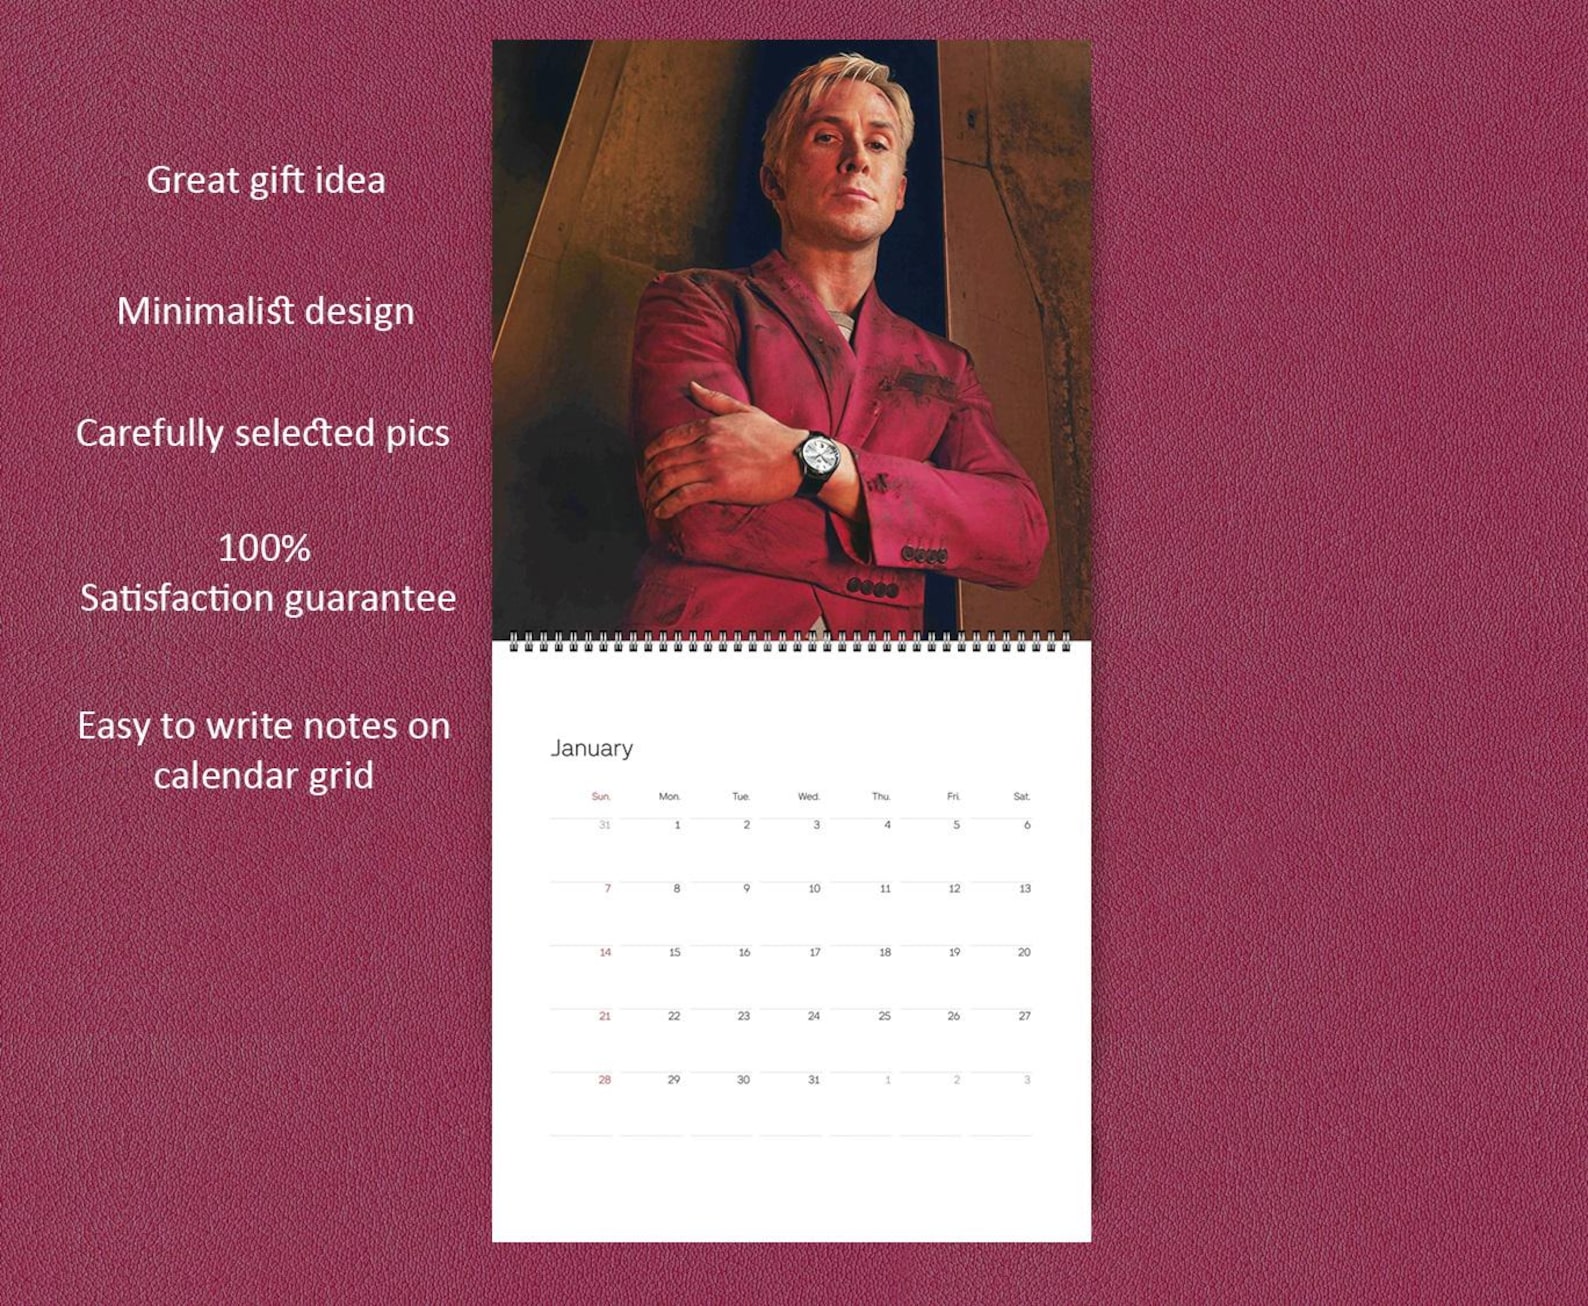 Great gift idea
Minimalist design
Carefully selected pics
100%
Satisfaction guarantee
Easy to write notes on
calendar grid
January
Sun. Mon. Tue. Wed. Thu. Fri. Sat.
31 1 2 3 4 5 6
7 8 9 10 11 12 13
14 15 16 17 18 19 20
21 22 23 24 25 26 27
28 29 30 31 1 2 3